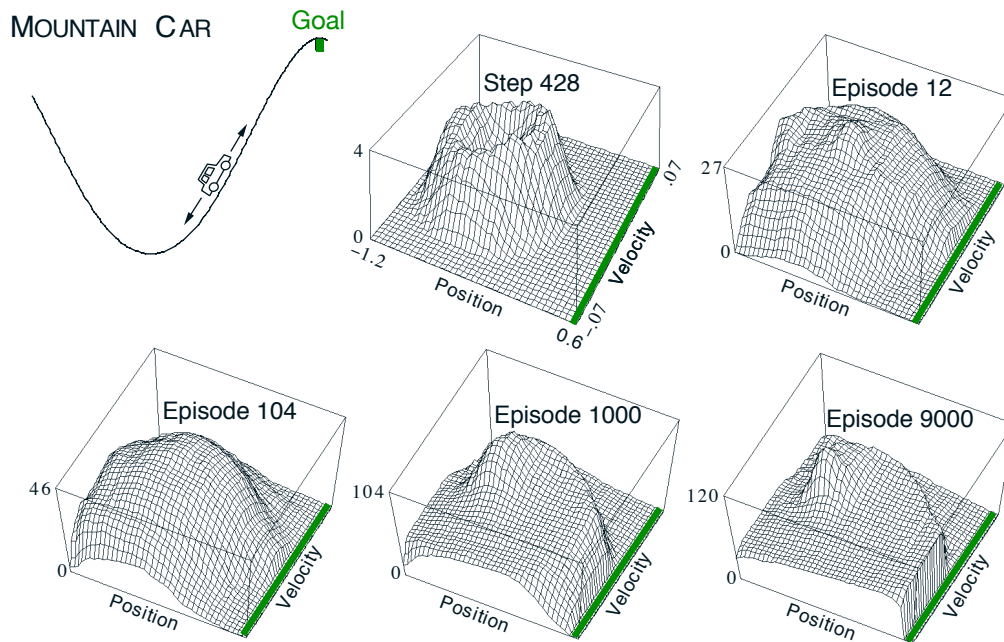 MOUNTAIN CAR
Goal
Step 428
4
0
−1.2
Position
0.6
−.07
Velocity
.07
Episode 12
27
0
Position
Velocity
Episode 104
46
0
Position
Velocity
Episode 1000
104
0
Position
Velocity
Episode 9000
120
0
Position
Velocity